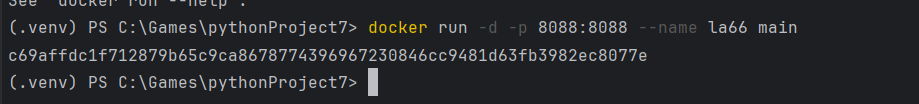 See 'docker run --help'.
(.venv) PS C:\Games\pythonProject7> docker run -d -p 8088:8088 --name la66 main
c69affdc1f712879b65c9ca8678774396967230846cc9481d63fb3982ec8077e
(.venv) PS C:\Games\pythonProject7>